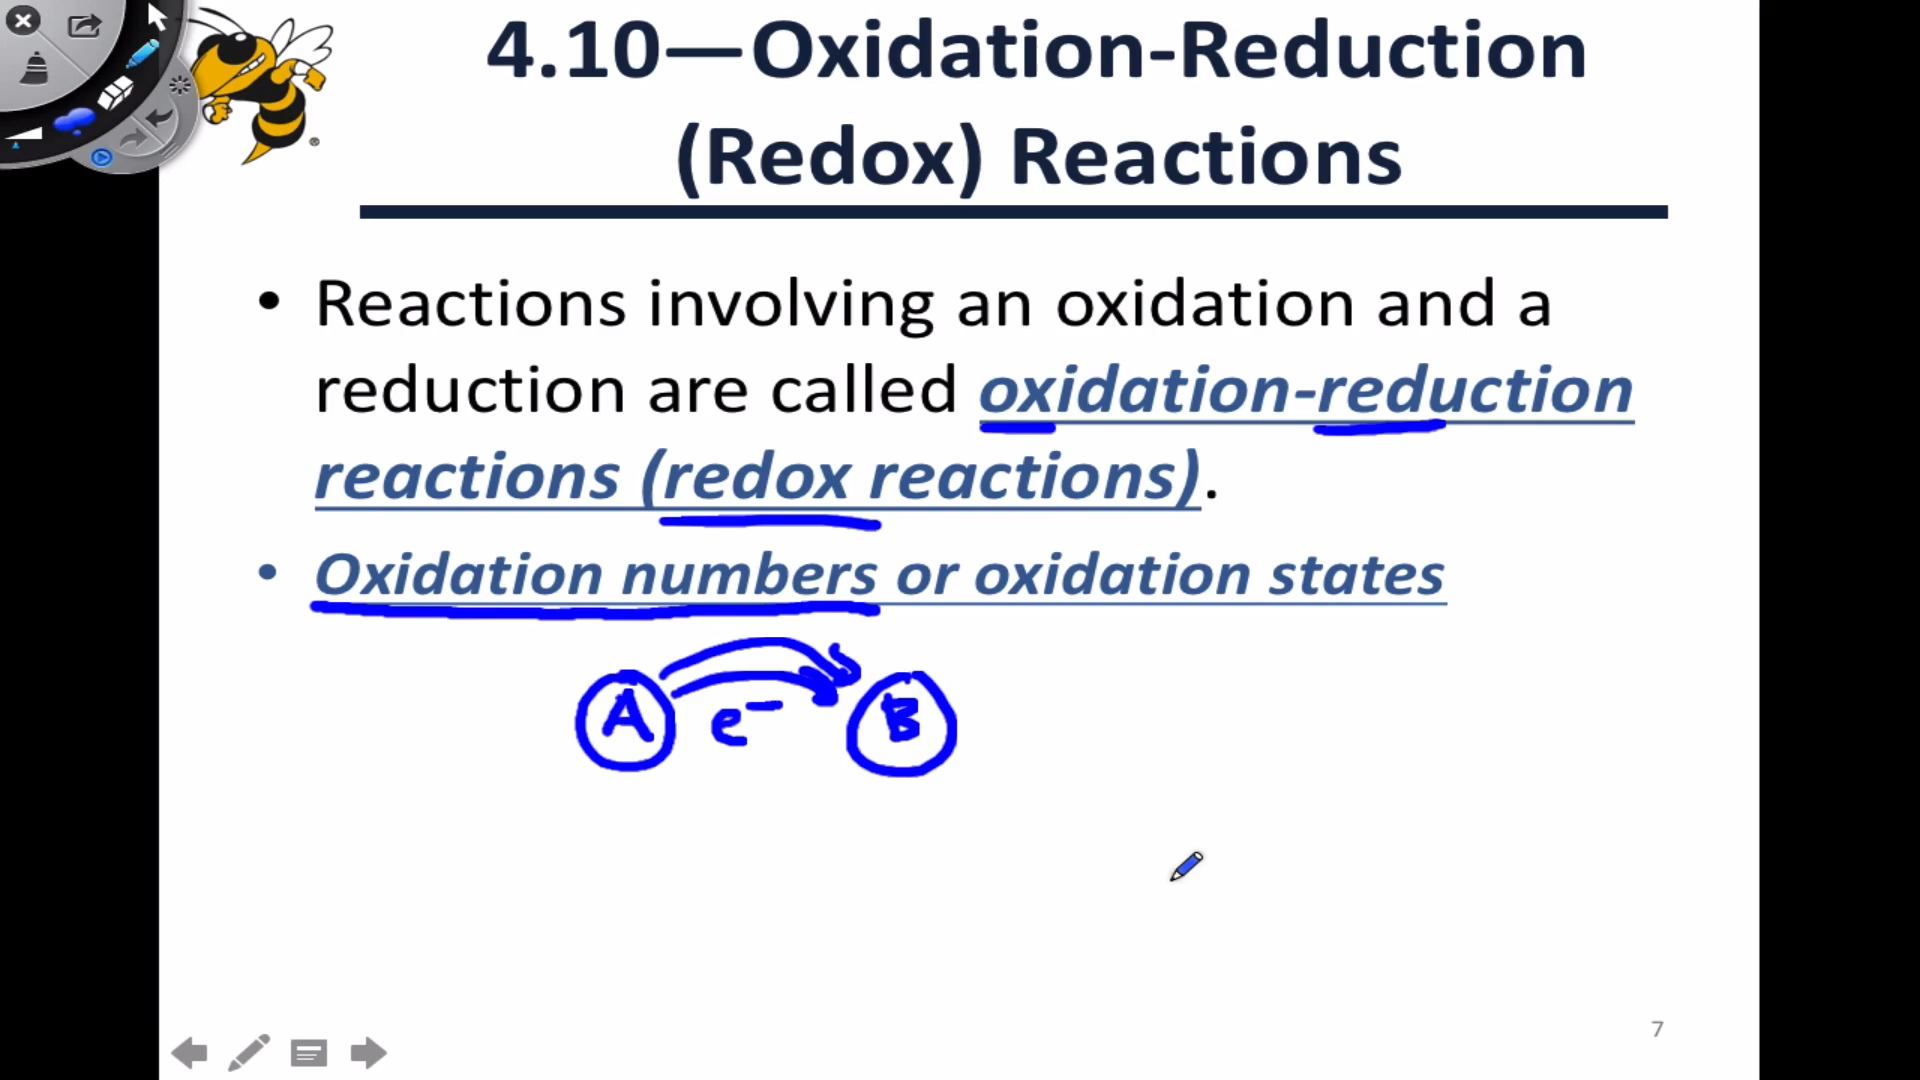 4.10—Oxidation-Reduction
(Redox) Reactions
• Reactions involving an oxidation and a
reduction are called oxidation-reduction
reactions (redox reactions).
• Oxidation numbers or oxidation states
A e⁻ B
7